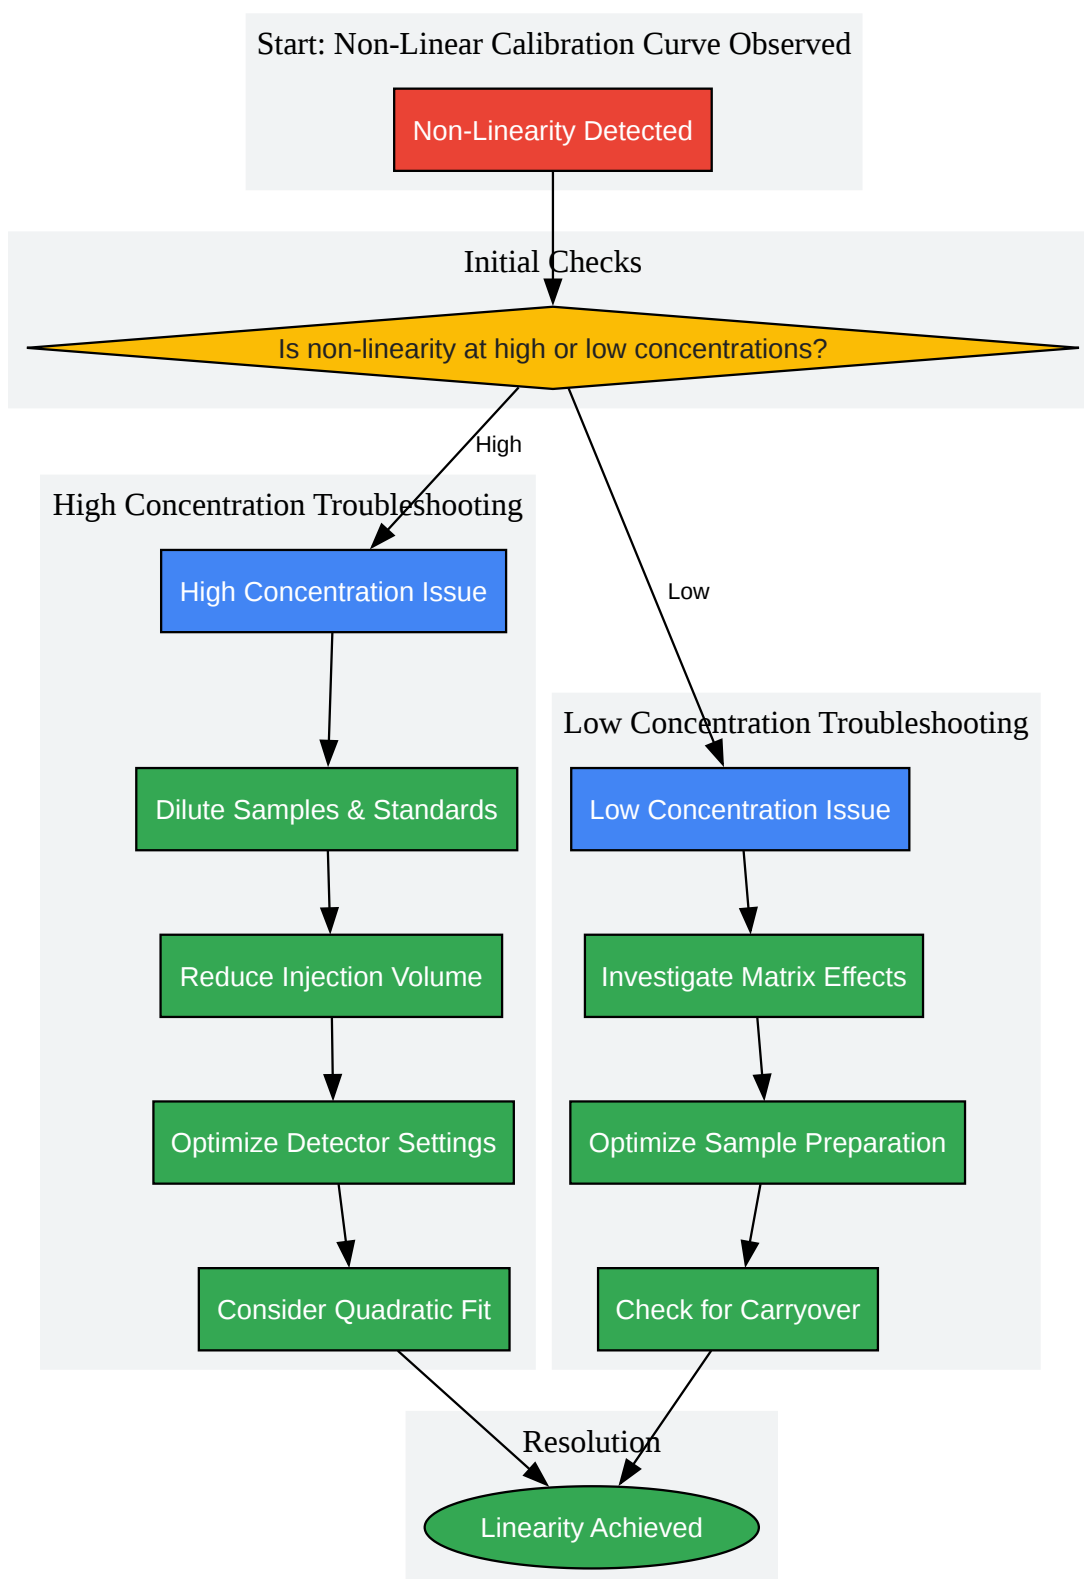 Start: Non-Linear Calibration Curve Observed
Non-Linearity Detected
Initial Checks
Is non-linearity at high or low concentrations?
High
High Concentration Troubleshooting
High Concentration Issue
Dilute Samples & Standards
Reduce Injection Volume
Optimize Detector Settings
Consider Quadratic Fit
Low
Low Concentration Troubleshooting
Low Concentration Issue
Investigate Matrix Effects
Optimize Sample Preparation
Check for Carryover
Resolution
Linearity Achieved